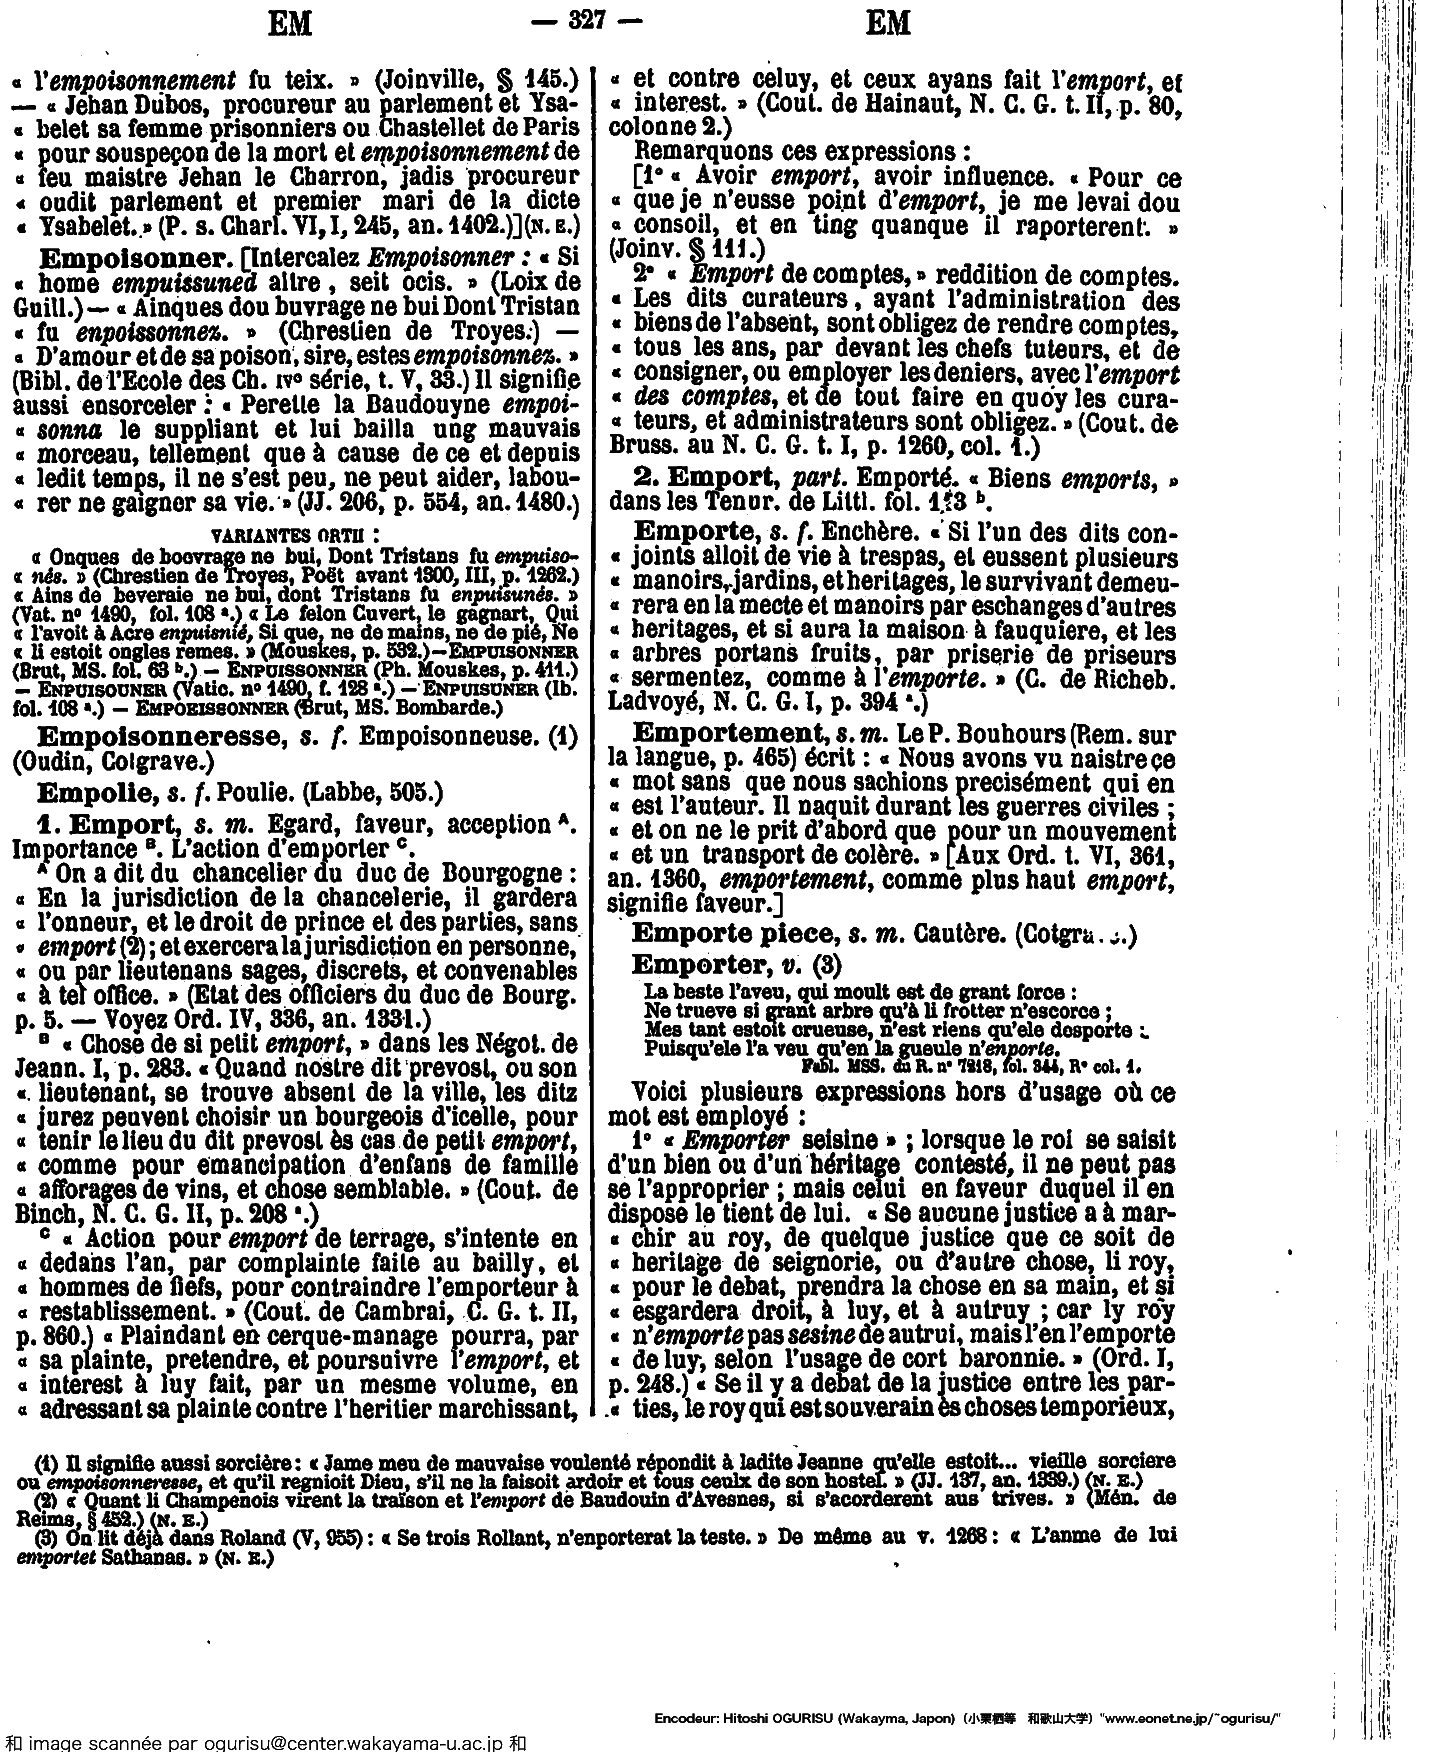 EM — 327 — EM
« l'empoisonnement fu teix. » (Joinville, § 145.)
— « Jehan Dubos, procureur au parlement et Ysa-
« belet sa femme prisonniers ou Chastellet de Paris
« pour souspeçon de la mort et empoisonnement de
« feu maistre Jehan le Charron, jadis procureur
« oudit parlement et premier mari de la dicte
« Ysabelet. » (P. s. Charl. VI, I, 245, an. 1402.)] (N. E.)
Empoisonner. [Intercalez Empoisonner : « Si
« home empuissuned altre, seit ocis. » (Loix de
Guill.) — « Ainques dou buvrage ne bui Dont Tristan
« fu enpoissonnez. » (Chrestien de Troyes.) —
« D'amour et de sa poison, sire, estes empoisonnez. »
(Bibl. de l'Ecole des Ch. IVº série, t. V, 33.) Il signifie
aussi ensorceler : « Perette la Baudouyne empoi-
« sonna le suppliant et lui bailla ung mauvais
« morceau, tellement que à cause de ce et depuis
« ledit temps, il ne s'est peu, ne peut aider, labou-
« rer ne gaigner sa vie. » (JJ. 206, p. 554, an. 1480.)
VARIANTES ORTH :
« Onques de boovrage ne bui, Dont Tristans fu empuiso-
« nés. » (Chrestien de Troyes, Poët avant 1300, III, p. 1262.)
« Ains de beveraie ne bui, dont Tristans fu enpuisunés. »
(Vat. nº 1490, fol. 108 ª.) « Le felon Cuvert, le gagnart, Qui
« l'avoit à Acre enpuisnié, Si que, ne de mains, ne de pié, Ne
« li estoit ongles remes. » (Mouskes, p. 532.) — EMPUISONNER
(Brut, MS. fol. 63 ᵇ.) — ENPUISSONNER (Ph. Mouskes, p. 411.)
— ENPUISOUNER (Vatic. nº 1490, f. 128 ª.) — ENPUISUNER (Ib.
fol. 108 ª.) — EMPOEISSONNER (Brut, MS. Bombarde.)
Empoisonneresse, s. f. Empoisonneuse. (1)
(Oudin, Cotgrave.)
Empolie, s. f. Poulie. (Labbe, 505.)
1. Emport, s. m. Egard, faveur, acception ᴬ.
Importance ᴮ. L'action d'emporter ᶜ.
ᴬ On a dit du chancelier du duc de Bourgogne :
« En la jurisdiction de la chancelerie, il gardera
« l'onneur, et le droit de prince et des parties, sans
« emport (2) ; et exercera la jurisdiction en personne,
« ou par lieutenans sages, discrets, et convenables
« à tel office. » (Etat des officiers du duc de Bourg.
p. 5. — Voyez Ord. IV, 336, an. 1331.)
ᴮ « Chose de si petit emport, » dans les Négot. de
Jeann. I, p. 283. « Quand nostre dit prevost, ou son
« lieutenant, se trouve absent de la ville, les ditz
« jurez peuvent choisir un bourgeois d'icelle, pour
« tenir le lieu du dit prevost ès cas de petit emport,
« comme pour emancipation d'enfans de famille
« afforages de vins, et chose semblable. » (Cout. de
Binch, N. C. G. II, p. 208 ª.)
ᶜ « Action pour emport de terrage, s'intente en
« dedans l'an, par complainte faite au bailly, et
« hommes de fiefs, pour contraindre l'emporteur à
« restablissement. » (Cout. de Cambrai, C. G. t. II,
p. 860.) « Plaindant en cerque-manage pourra, par
« sa plainte, pretendre, et poursuivre l'emport, et
« interest à luy fait, par un mesme volume, en
« adressant sa plainte contre l'heritier marchissant,
« et contre celuy, et ceux ayans fait l'emport, et
« interest. » (Cout. de Hainaut, N. C. G. t. II, p. 80,
colonne 2.)
Remarquons ces expressions :
[1° « Avoir emport, avoir influence. « Pour ce
« que je n'eusse point d'emport, je me levai dou
« consoil, et en ting quanque il raporterent. »
(Joinv. § 111.)
2° « Emport de comptes, » reddition de comptes.
« Les dits curateurs, ayant l'administration des
« biens de l'absent, sont obligez de rendre comptes,
« tous les ans, par devant les chefs tuteurs, et de
« consigner, ou employer les deniers, avec l'emport
« des comptes, et de tout faire en quoy les cura-
« teurs, et administrateurs sont obligez. » (Cout. de
Bruss. au N. C. G. t. I, p. 1260, col. 1.)
2. Emport, part. Emporté. « Biens emports, »
dans les Tenur. de Littl. fol. 113 ᵇ.
Emporte, s. f. Enchère. « Si l'un des dits con-
« joints alloit de vie à trespas, et eussent plusieurs
« manoirs, jardins, et heritages, le survivant demeu-
« rera en la mecte et manoirs par eschanges d'autres
« heritages, et si aura la maison à fauquiere, et les
« arbres portans fruits, par priserie de priseurs
« sermentez, comme à l'emporte. » (C. de Richeb.
Ladvoyé, N. C. G. I, p. 394 ª.)
Emportement, s. m. Le P. Bouhours (Rem. sur
la langue, p. 465) écrit : « Nous avons vu naistre ce
« mot sans que nous sachions precisément qui en
« est l'auteur. Il naquit durant les guerres civiles ;
« et on ne le prit d'abord que pour un mouvement
« et un transport de colère. » [Aux Ord. t. VI, 361,
an. 1360, emportement, comme plus haut emport,
signifie faveur.]
Emporte piece, s. m. Cautère. (Cotgra. .)
Emporter, v. (3)
La beste l'aveu, qui moult est de grant force :
Ne trueve si grant arbre qu'à li frotter n'escorce ;
Mes tant estoit crueuse, n'est riens qu'ele desporte :
Puisqu'ele l'a veu qu'en la gueule n'enporte.
Fabl. MSS. du R. nº 7218, fol. 344, Rº col. 1.
Voici plusieurs expressions hors d'usage où ce
mot est employé :
1° « Emporter seisine » ; lorsque le roi se saisit
d'un bien ou d'un héritage contesté, il ne peut pas
se l'approprier ; mais celui en faveur duquel il en
dispose le tient de lui. « Se aucune justice a à mar-
« chir au roy, de quelque justice que ce soit de
« heritage de seignorie, ou d'autre chose, li roy,
« pour le debat, prendra la chose en sa main, et si
« esgardera droit, à luy, et à autruy ; car ly roy
« n'emporte pas sesine de autrui, mais l'en l'emporte
« de luy, selon l'usage de cort baronnie. » (Ord. I,
p. 248.) « Se il y a debat de la justice entre les par-
« ties, le roy qui est souverain ès choses temporieux,
(1) Il signifie aussi sorcière : « Jame meu de mauvaise voulenté répondit à ladite Jeanne qu'elle estoit... vieille sorciere
ou empoisonneresse, et qu'il regnioit Dieu, s'il ne la faisoit ardoir et tous ceulx de son hostel. » (JJ. 137, an. 1339.) (N. E.)
(2) « Quant li Champenois virent la traïson et l'emport de Baudouin d'Avesnes, si s'acorderent aus trives. » (Mén. de
Reims, § 452.) (N. E.)
(3) On lit déjà dans Roland (V, 955) : « Se trois Rollant, n'enporterat la teste. » De même au v. 1268 : « L'anme de lui
emportet Sathanas. » (N. E.)
Encodeur: Hitoshi OGURISU (Wakayma, Japon) (小栗栖等 和歌山大学) "www.eonet.ne.jp/~ogurisu/"
和 image scannée par ogurisu@center.wakayama-u.ac.jp 和